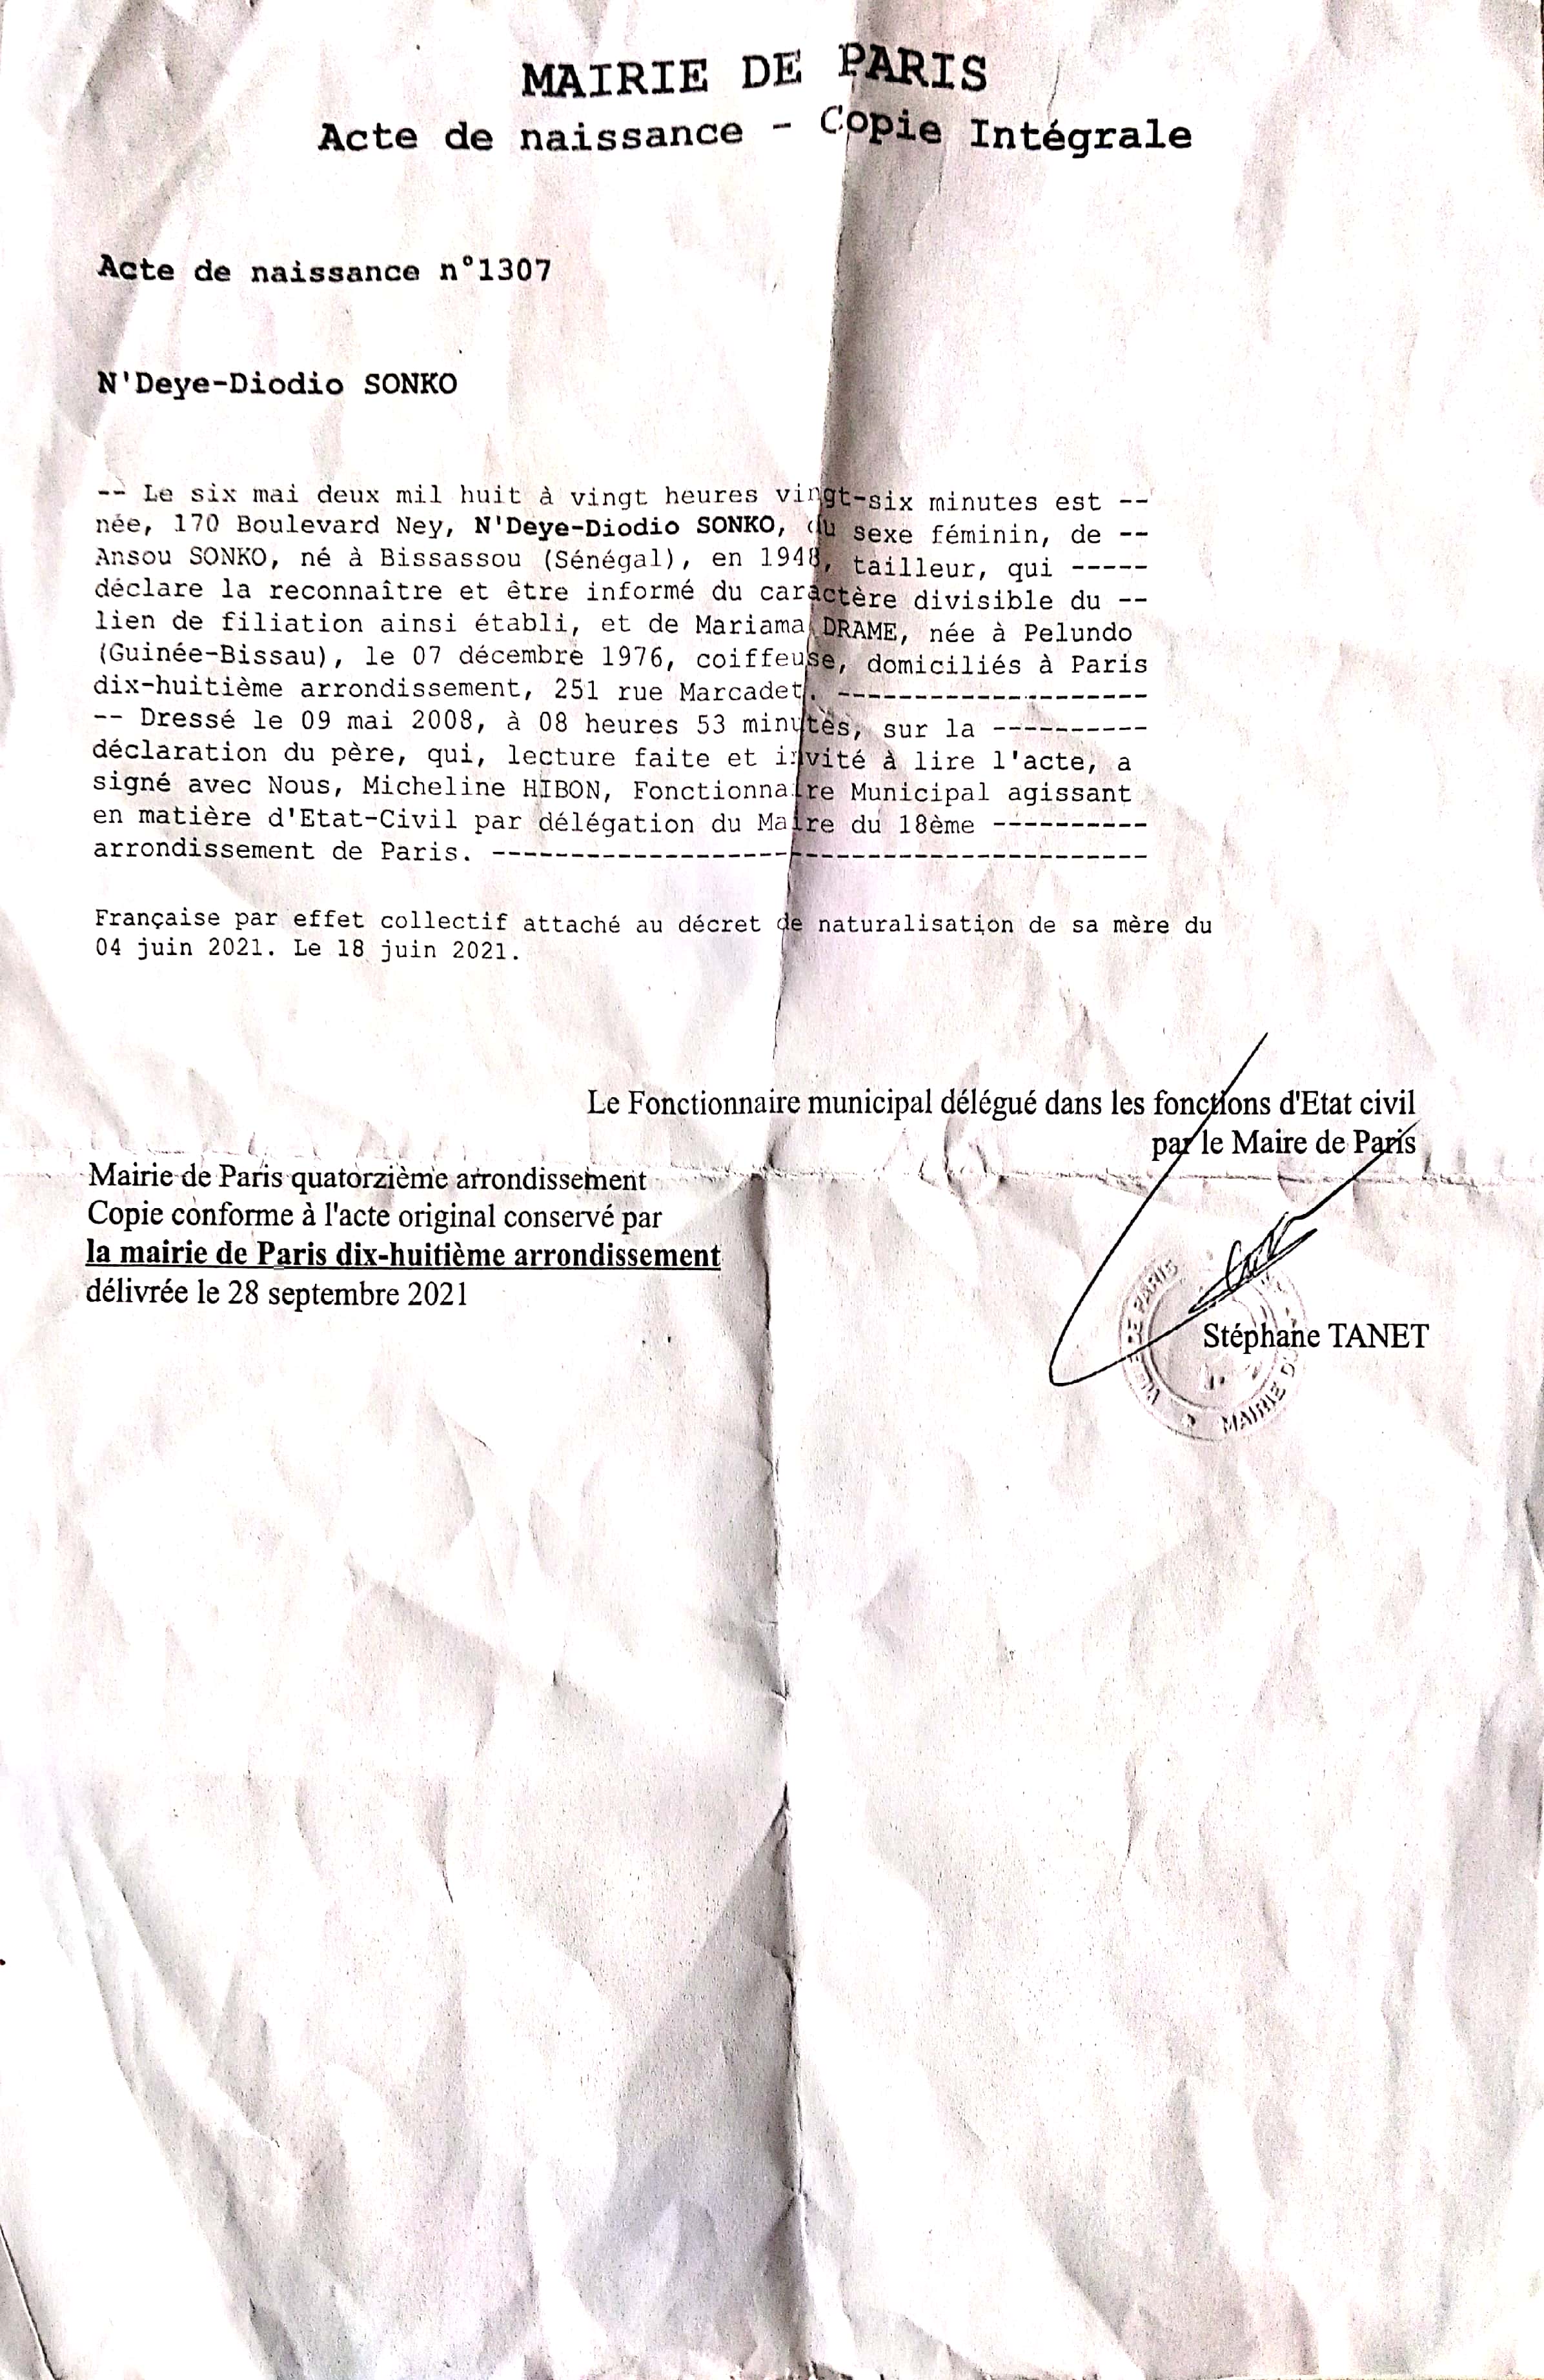 MAIRIE DE PARIS
Acte de naissance - Copie Intégrale
Acte de naissance n°1307
N'Deye-Diodio SONKO
-- Le six mai deux mil huit à vingt heures vingt-six minutes est --
née, 170 Boulevard Ney, N'Deye-Diodio SONKO, du sexe féminin, de --
Ansou SONKO, né à Bissassou (Sénégal), en 1948, tailleur, qui -----
déclare la reconnaître et être informé du caractère divisible du --
lien de filiation ainsi établi, et de Mariama DRAME, née à Pelundo
(Guinée-Bissau), le 07 décembre 1976, coiffeuse, domiciliés à Paris
dix-huitième arrondissement, 251 rue Marcadet. --------------------
-- Dressé le 09 mai 2008, à 08 heures 53 minutes, sur la ----------
déclaration du père, qui, lecture faite et invité à lire l'acte, a
signé avec Nous, Micheline HIBON, Fonctionnaire Municipal agissant
en matière d'Etat-Civil par délégation du Maire du 18ème ----------
arrondissement de Paris. ------------------------------------------
Française par effet collectif attaché au décret de naturalisation de sa mère du
04 juin 2021. Le 18 juin 2021.
Le Fonctionnaire municipal délégué dans les fonctions d'Etat civil
par le Maire de Paris
Mairie de Paris quatorzième arrondissement
Copie conforme à l'acte original conservé par
la mairie de Paris dix-huitième arrondissement
délivrée le 28 septembre 2021
Stéphane TANET
DE PARIS
MAIRIE D